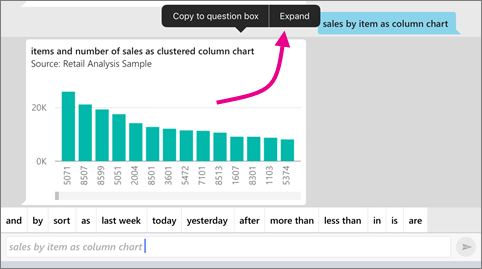 Copy to question box Expand
sales by item as column chart
items and number of sales as clustered column chart
Source: Retail Analysis Sample
20K
0K
5071 8507 8599 5051 2004 8501 3601 5472 7101 8513 1607 8301 1103 5374
and by sort as last week today yesterday after more than less than in is are
sales by item as column chart